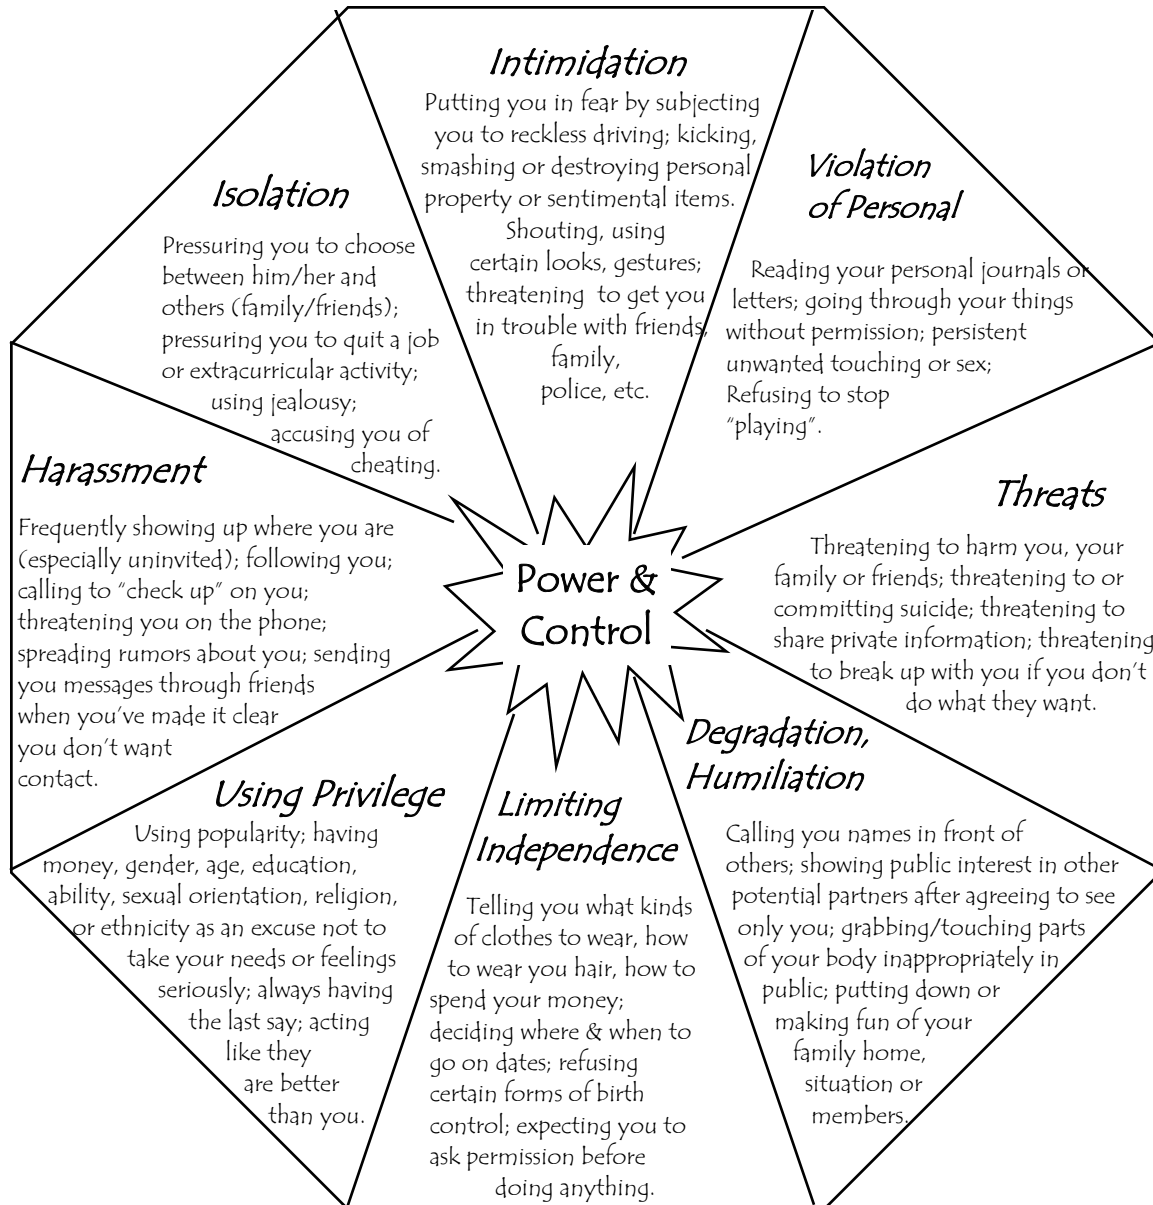 Intimidation
Putting you in fear by subjecting
you to reckless driving; kicking,
smashing or destroying personal
property or sentimental items.
Shouting, using
certain looks, gestures;
threatening to get you
in trouble with friends,
family,
police, etc.
Violation
of Personal
Reading your personal journals or
letters; going through your things
without permission; persistent
unwanted touching or sex;
Refusing to stop
“playing”.
Isolation
Pressuring you to choose
between him/her and
others (family/friends);
pressuring you to quit a job
or extracurricular activity;
using jealousy;
accusing you of
cheating.
Harassment
Frequently showing up where you are
(especially uninvited); following you;
calling to “check up” on you;
threatening you on the phone;
spreading rumors about you; sending
you messages through friends
when you’ve made it clear
you don’t want
contact.
Power &
Control
Threats
Threatening to harm you, your
family or friends; threatening to or
committing suicide; threatening to
share private information; threatening
to break up with you if you don’t
do what they want.
Using Privilege
Using popularity; having
money, gender, age, education,
ability, sexual orientation, religion,
or ethnicity as an excuse not to
take your needs or feelings
seriously; always having
the last say; acting
like they
are better
than you.
Limiting
Independence
Telling you what kinds
of clothes to wear, how
to wear you hair, how to
spend your money;
deciding where & when to
go on dates; refusing
certain forms of birth
control; expecting you to
ask permission before
doing anything.
Degradation,
Humiliation
Calling you names in front of
others; showing public interest in other
potential partners after agreeing to see
only you; grabbing/touching parts
of your body inappropriately in
public; putting down or
making fun of your
family home,
situation or
members.